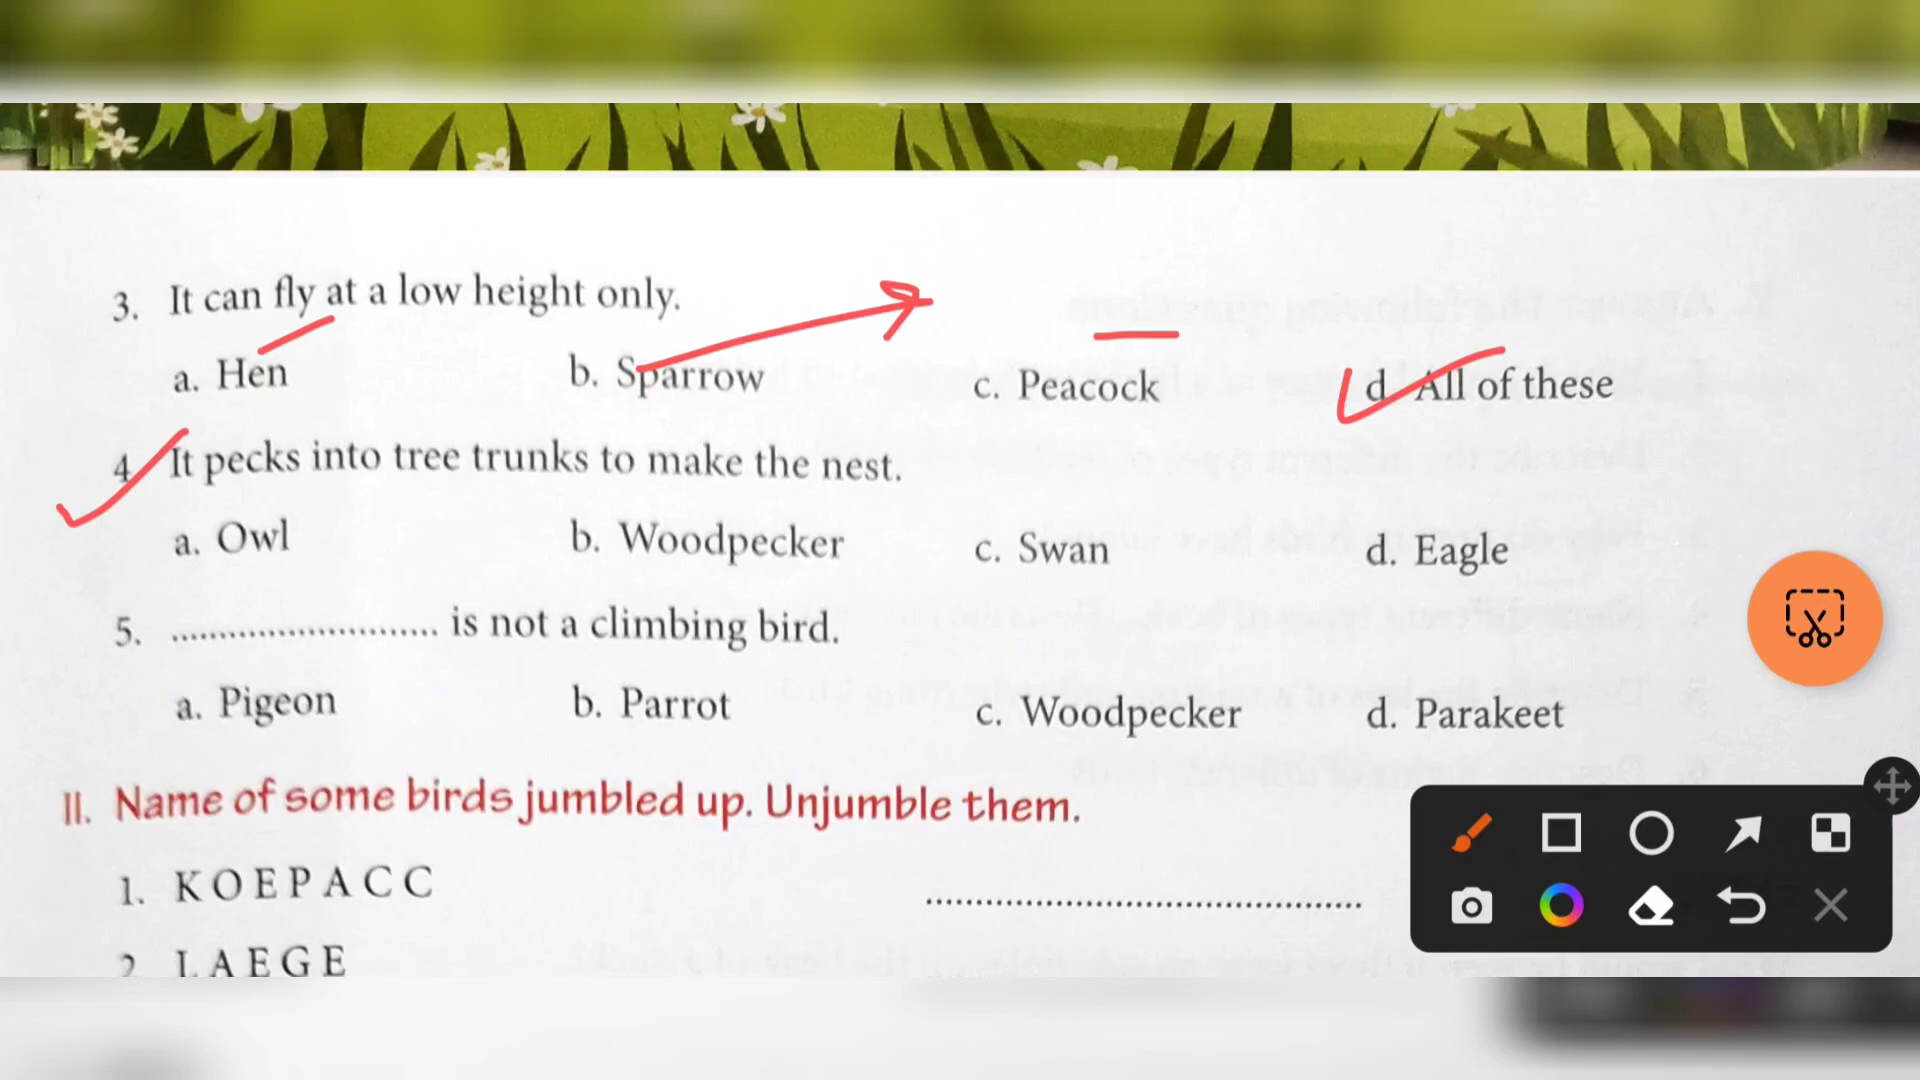 3. It can fly at a low height only.
a. Hen b. Sparrow c. Peacock d. All of these
4. It pecks into tree trunks to make the nest.
a. Owl b. Woodpecker c. Swan d. Eagle
5. .......................... is not a climbing bird.
a. Pigeon b. Parrot c. Woodpecker d. Parakeet
II. Name of some birds jumbled up. Unjumble them.
1. K O E P A C C ..........................................
2. L A E G E